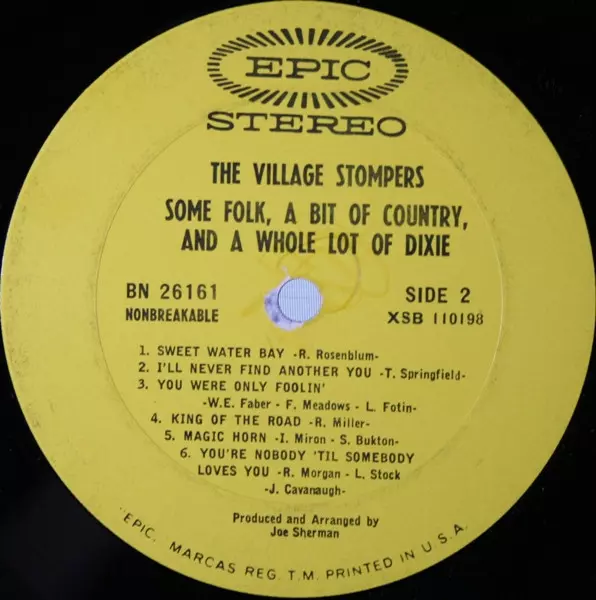 EPIC
STEREO
THE VILLAGE STOMPERS
SOME FOLK, A BIT OF COUNTRY,
AND A WHOLE LOT OF DIXIE
BN 26161
NONBREAKABLE
SIDE 2
XSB 110198
1. SWEET WATER BAY -R. Rosenblum-
2. I'LL NEVER FIND ANOTHER YOU -T. Springfield-
3. YOU WERE ONLY FOOLIN'
-W.E. Faber - F. Meadows - L. Fotin-
4. KING OF THE ROAD -R. Miller-
5. MAGIC HORN -I. Miron - S. Bukton-
6. YOU'RE NOBODY 'TIL SOMEBODY
LOVES YOU -R. Morgan - L. Stock
-J. Cavanaugh-
Produced and Arranged by
Joe Sherman
"EPIC, MARCAS REG. T.M. PRINTED IN U.S.A.